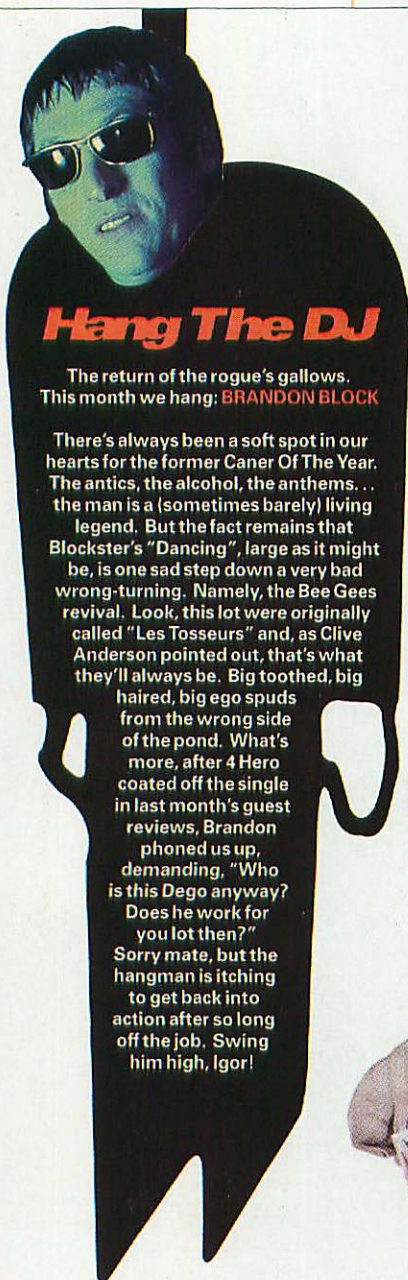 Hang The DJ
The return of the rogue's gallows.
This month we hang: BRANDON BLOCK
There's always been a soft spot in our
hearts for the former Caner Of The Year.
The antics, the alcohol, the anthems...
the man is a (sometimes barely) living
legend. But the fact remains that
Blockster's "Dancing", large as it might
be, is one sad step down a very bad
wrong-turning. Namely, the Bee Gees
revival. Look, this lot were originally
called "Les Tosseurs" and, as Clive
Anderson pointed out, that's what
they'll always be. Big toothed, big
haired, big ego spuds
from the wrong side
of the pond. What's
more, after 4 Hero
coated off the single
in last month's guest
reviews, Brandon
phoned us up,
demanding, "Who
is this Dego anyway?
Does he work for
you lot then?"
Sorry mate, but the
hangman is itching
to get back into
action after so long
off the job. Swing
him high, Igor!